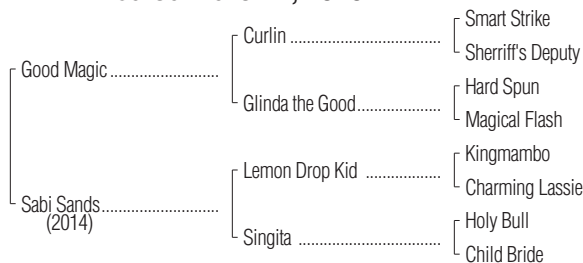 Smart Strike
Curlin
Sherriff's Deputy
Good Magic
Hard Spun
Glinda the Good
Magical Flash
Kingmambo
Lemon Drop Kid
Charming Lassie
Sabi Sands
(2014)
Holy Bull
Singita
Child Bride